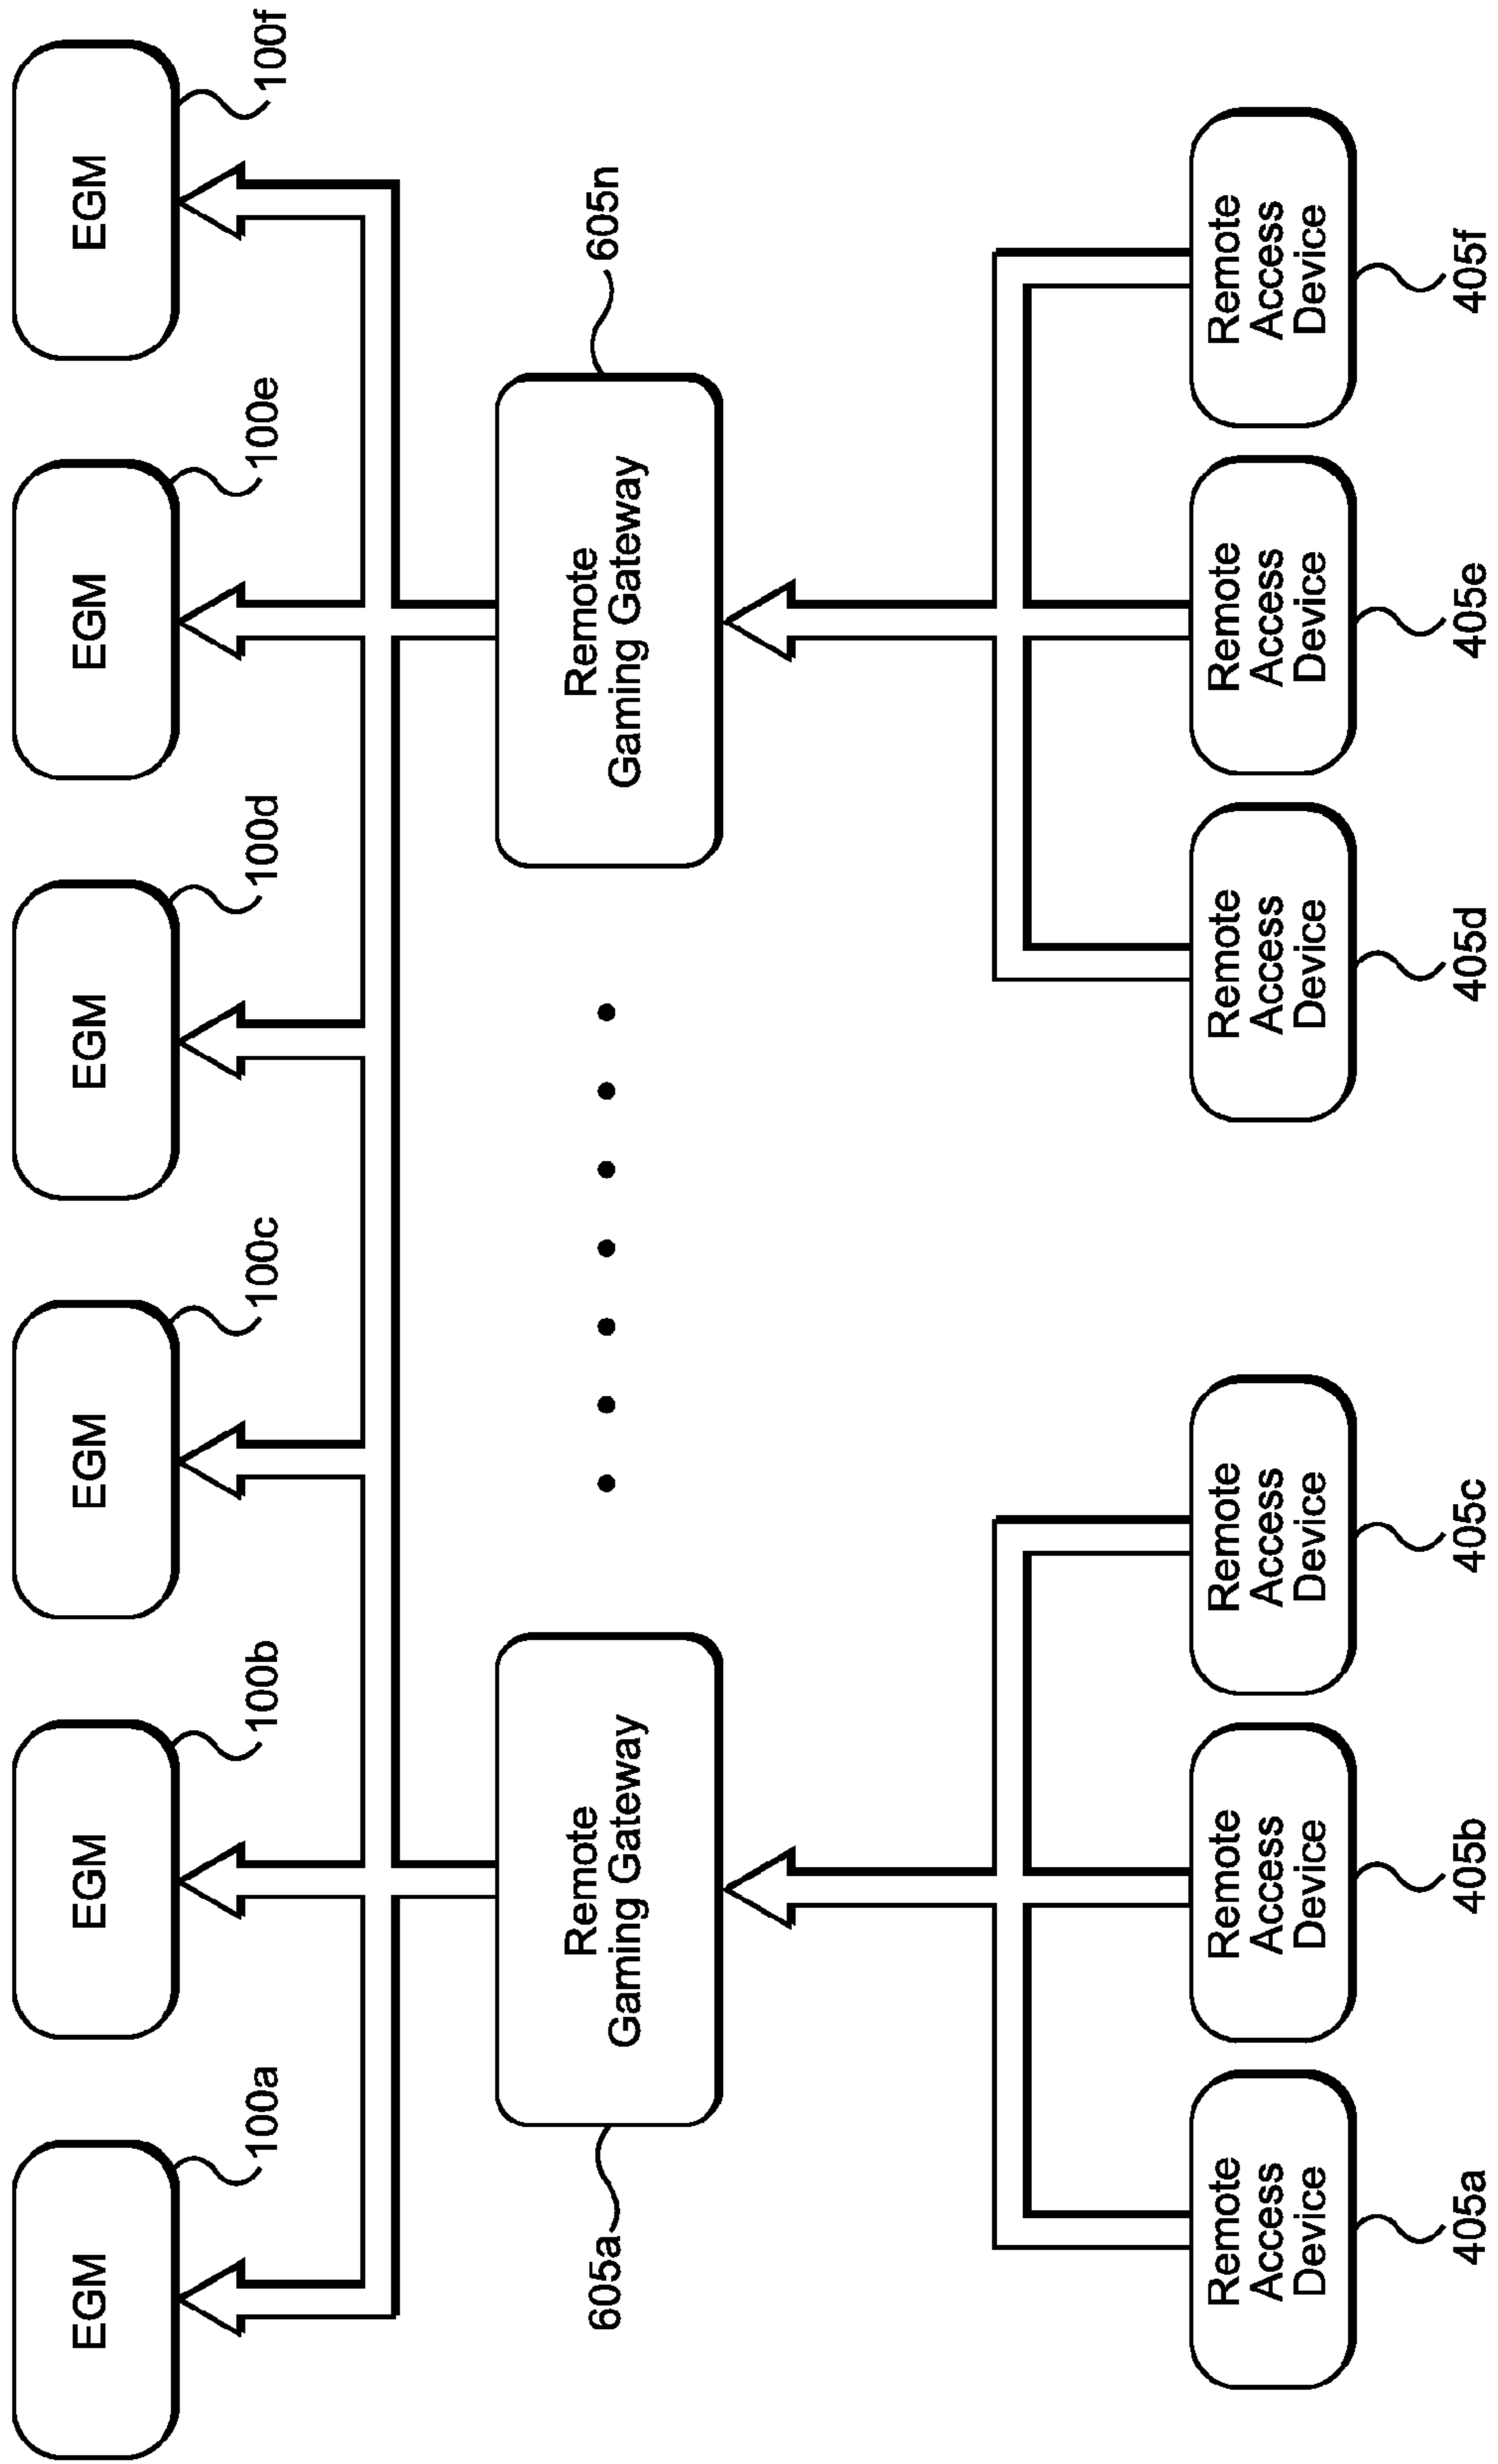 EGM
EGM
EGM
EGM
EGM
EGM
100a
100b
100c
100d
100e
100f
Remote
Gaming Gateway
605a
Remote
Gaming Gateway
605n
Remote
Access
Device
Remote
Access
Device
Remote
Access
Device
Remote
Access
Device
Remote
Access
Device
Remote
Access
Device
405a
405b
405c
405d
405e
405f